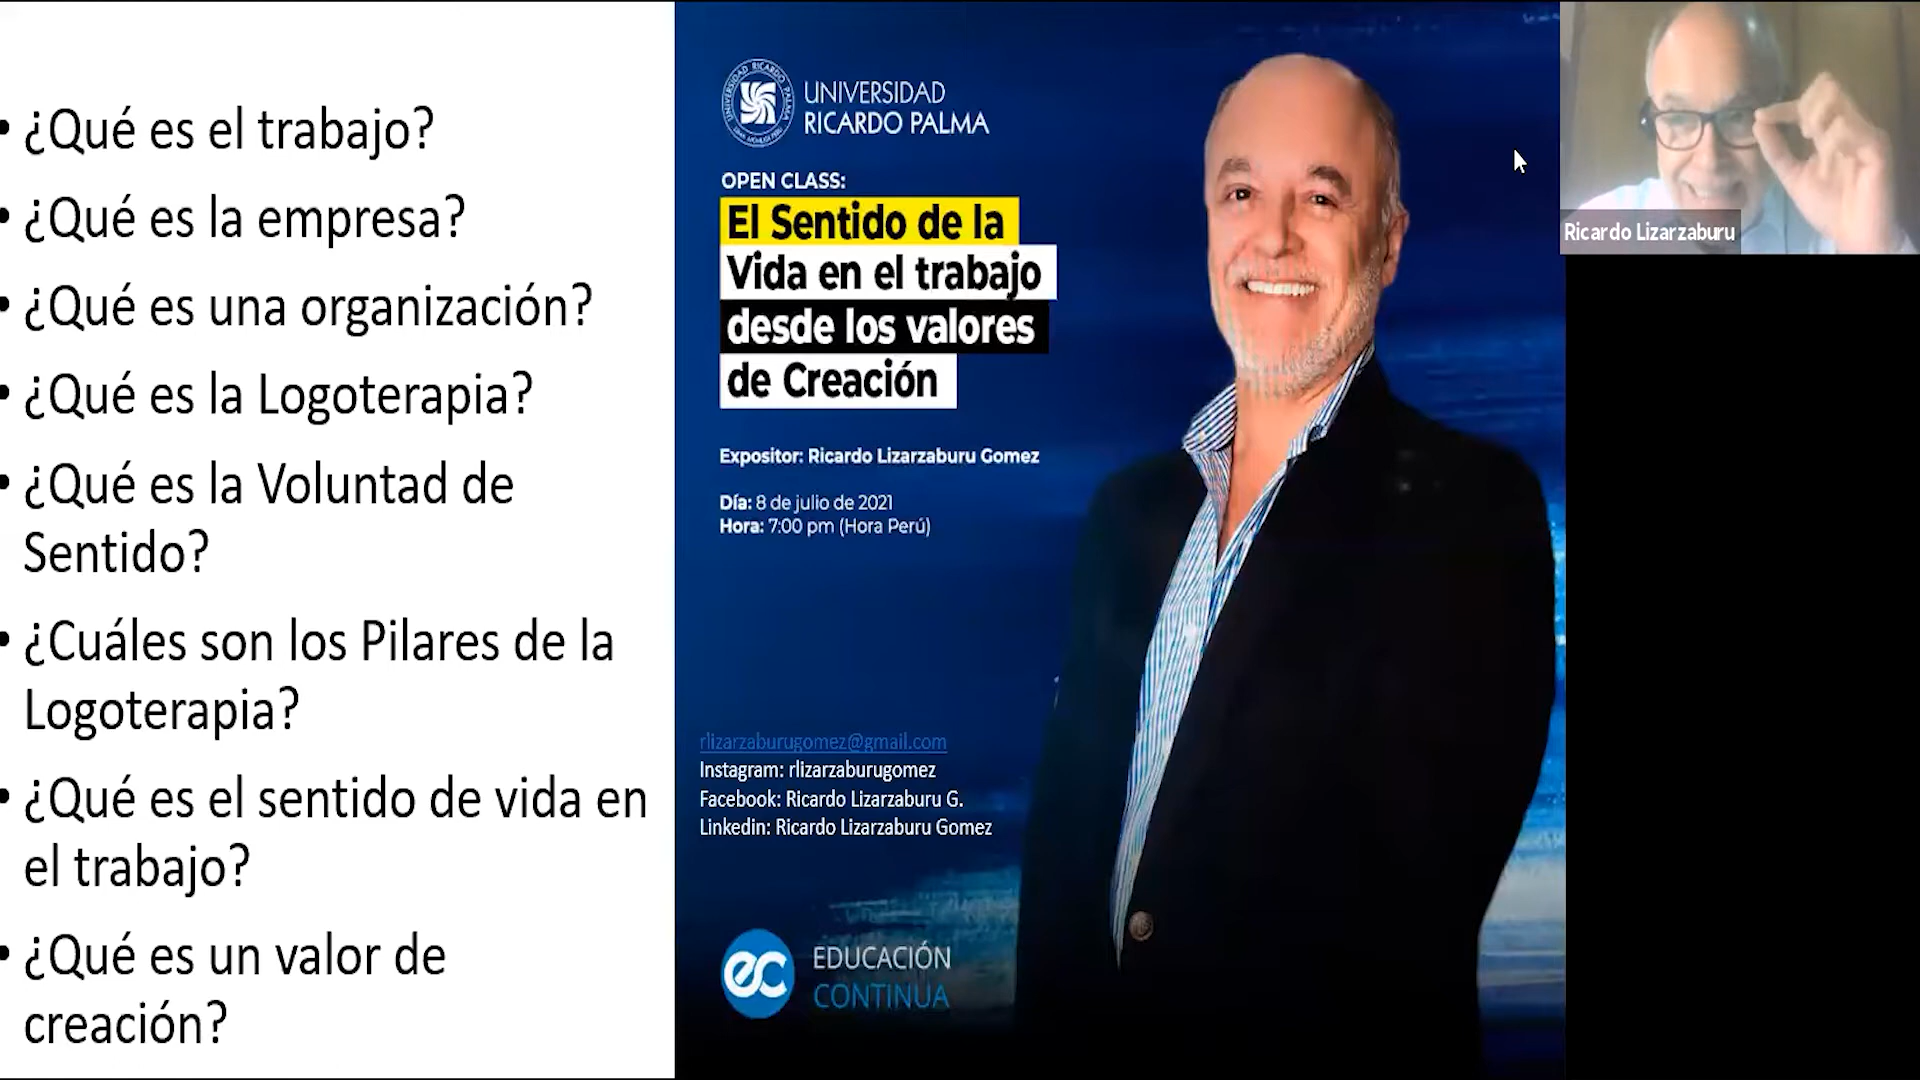 • ¿Qué es el trabajo?
• ¿Qué es la empresa?
• ¿Qué es una organización?
• ¿Qué es la Logoterapia?
• ¿Qué es la Voluntad de
Sentido?
• ¿Cuáles son los Pilares de la
Logoterapia?
• ¿Qué es el sentido de vida en
el trabajo?
• ¿Qué es un valor de
creación?
UNIVERSIDAD
RICARDO PALMA
OPEN CLASS:
El Sentido de la
Vida en el trabajo
desde los valores
de Creación
Expositor: Ricardo Lizarzaburu Gomez
Día: 8 de julio de 2021
Hora: 7:00 pm (Hora Perú)
rlizarzaburugomez@gmail.com
Instagram: rlizarzaburugomez
Facebook: Ricardo Lizarzaburu G.
Linkedin: Ricardo Lizarzaburu Gomez
ec
EDUCACIÓN
CONTINUA
Ricardo Lizarzaburu